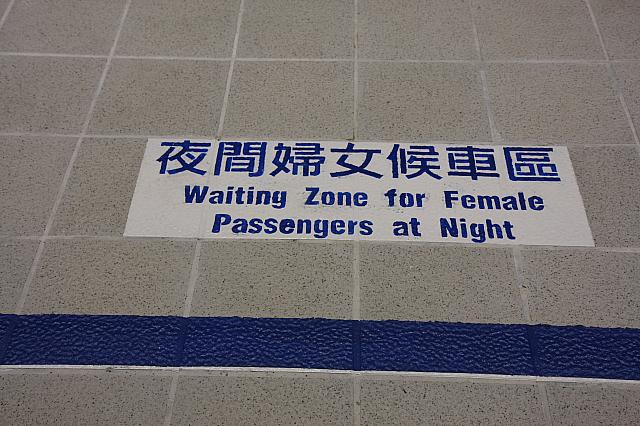 夜間婦女候車區
Waiting Zone for Female
Passengers at Night